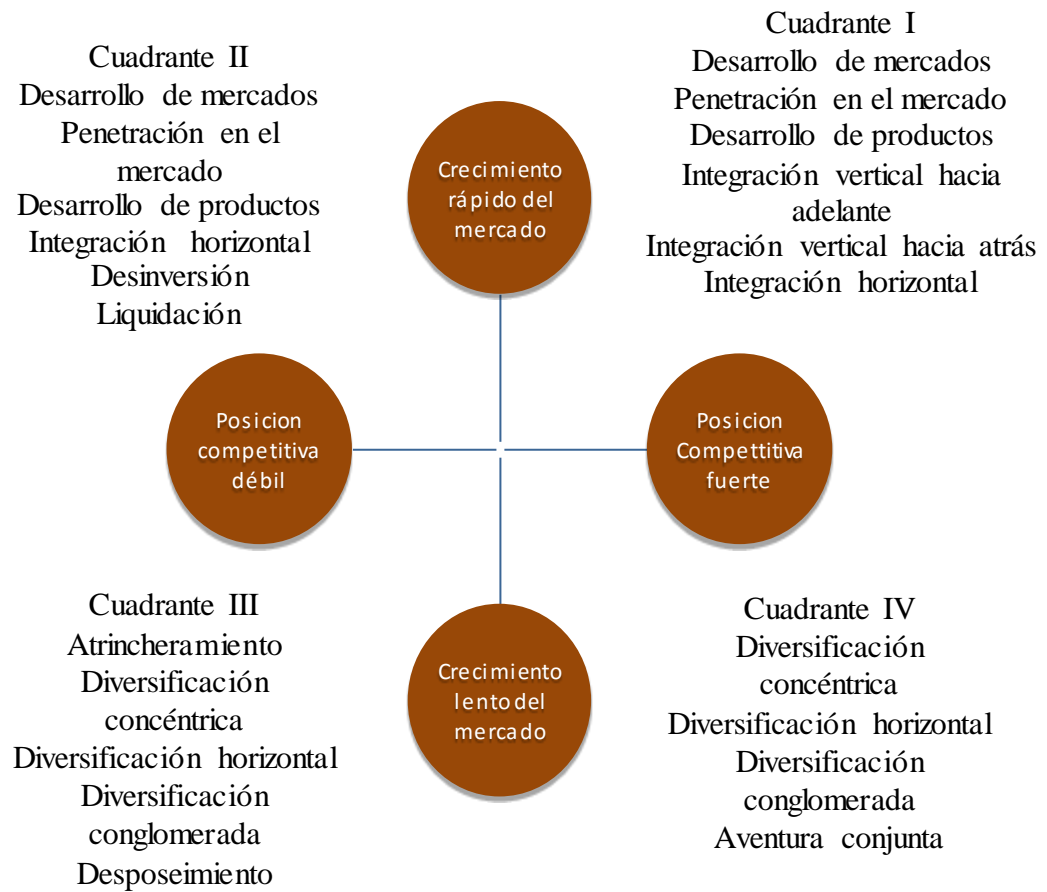 Cuadrante II
Desarrollo de mercados
Penetración en el
mercado
Desarrollo de productos
Integración horizontal
Desinversión
Liquidación
Cuadrante I
Desarrollo de mercados
Penetración en el mercado
Desarrollo de productos
Integración vertical hacia
adelante
Integración vertical hacia atrás
Integración horizontal
Crecimiento
rápido del
mercado
Posicion
competitiva
débil
Posicion
Compettitiva
fuerte
Crecimiento
lento del
mercado
Cuadrante III
Atrincheramiento
Diversificación
concéntrica
Diversificación horizontal
Diversificación
conglomerada
Desposeimiento
Cuadrante IV
Diversificación
concéntrica
Diversificación horizontal
Diversificación
conglomerada
Aventura conjunta